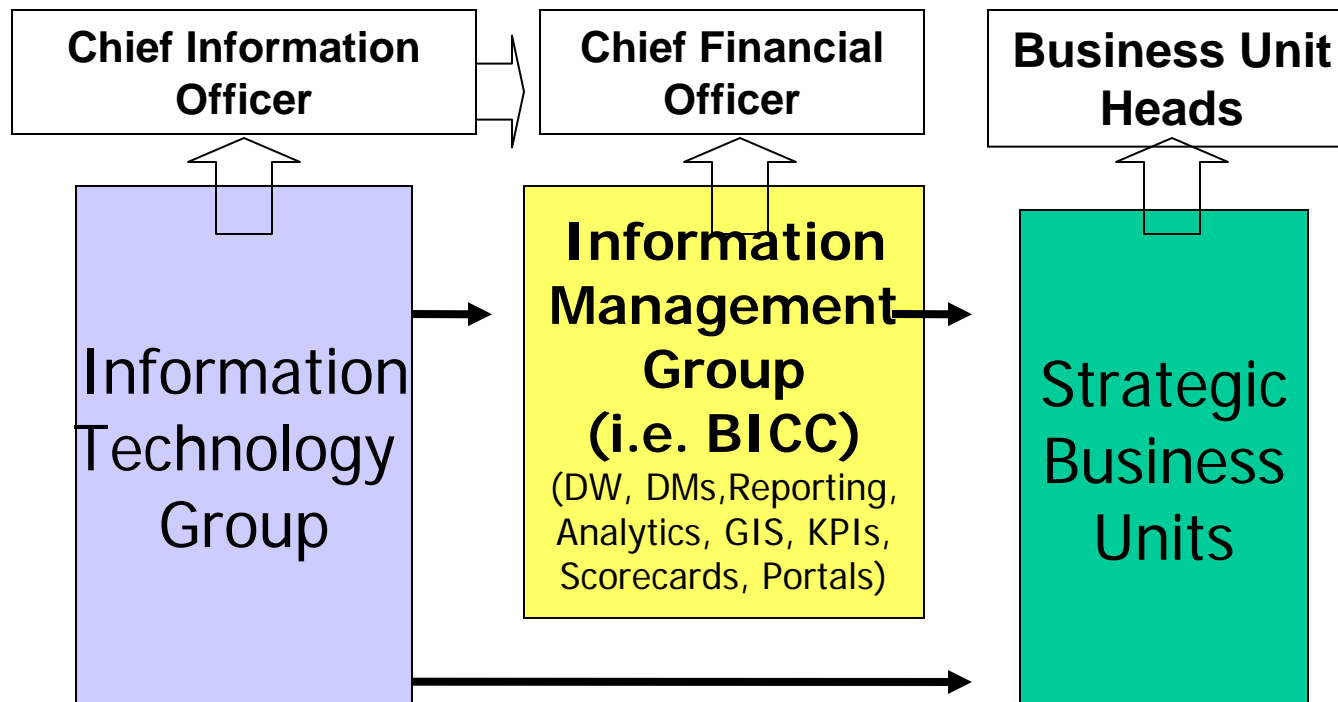 Chief Information
Officer
Chief Financial
Officer
Business Unit
Heads
Information
Technology
Group
Information
Management
Group
(i.e. BICC)
(DW, DMs,Reporting,
Analytics, GIS, KPIs,
Scorecards, Portals)
Strategic
Business
Units